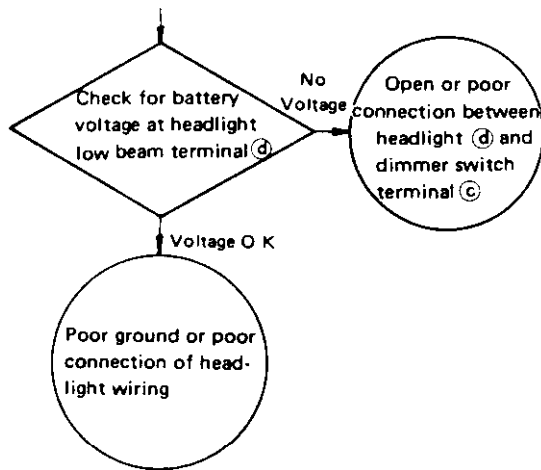 Check for battery
voltage at headlight
low beam terminal ⓓ
No
Voltage
Open or poor
connection between
headlight ⓓ and
dimmer switch
terminal ⓒ
Voltage O K
Poor ground or poor
connection of head-
light wiring